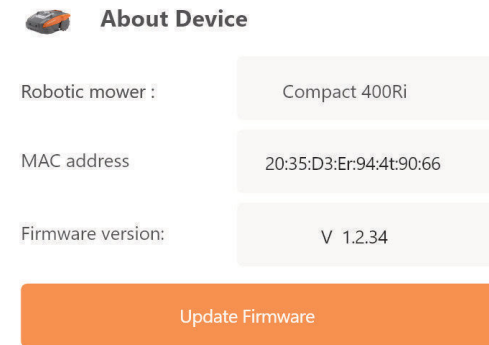 About Device
Robotic mower : Compact 400Ri
MAC address 20:35:D3:Er:94:4t:90:66
Firmware version: V 1.2.34
Update Firmware